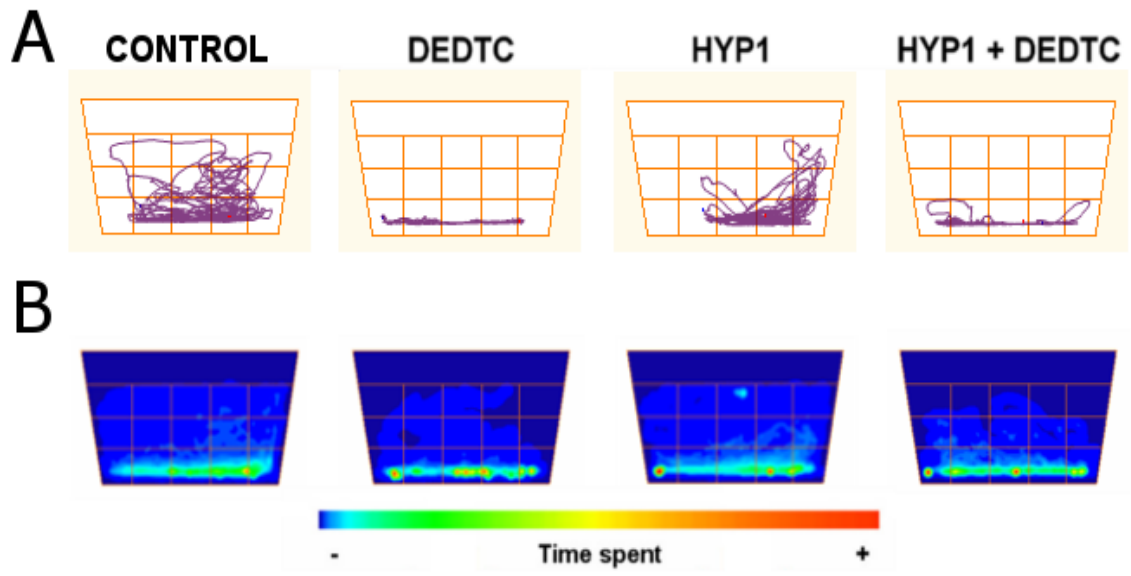 A
CONTROL DEDTC HYP1 HYP1 + DEDTC
B
- Time spent +